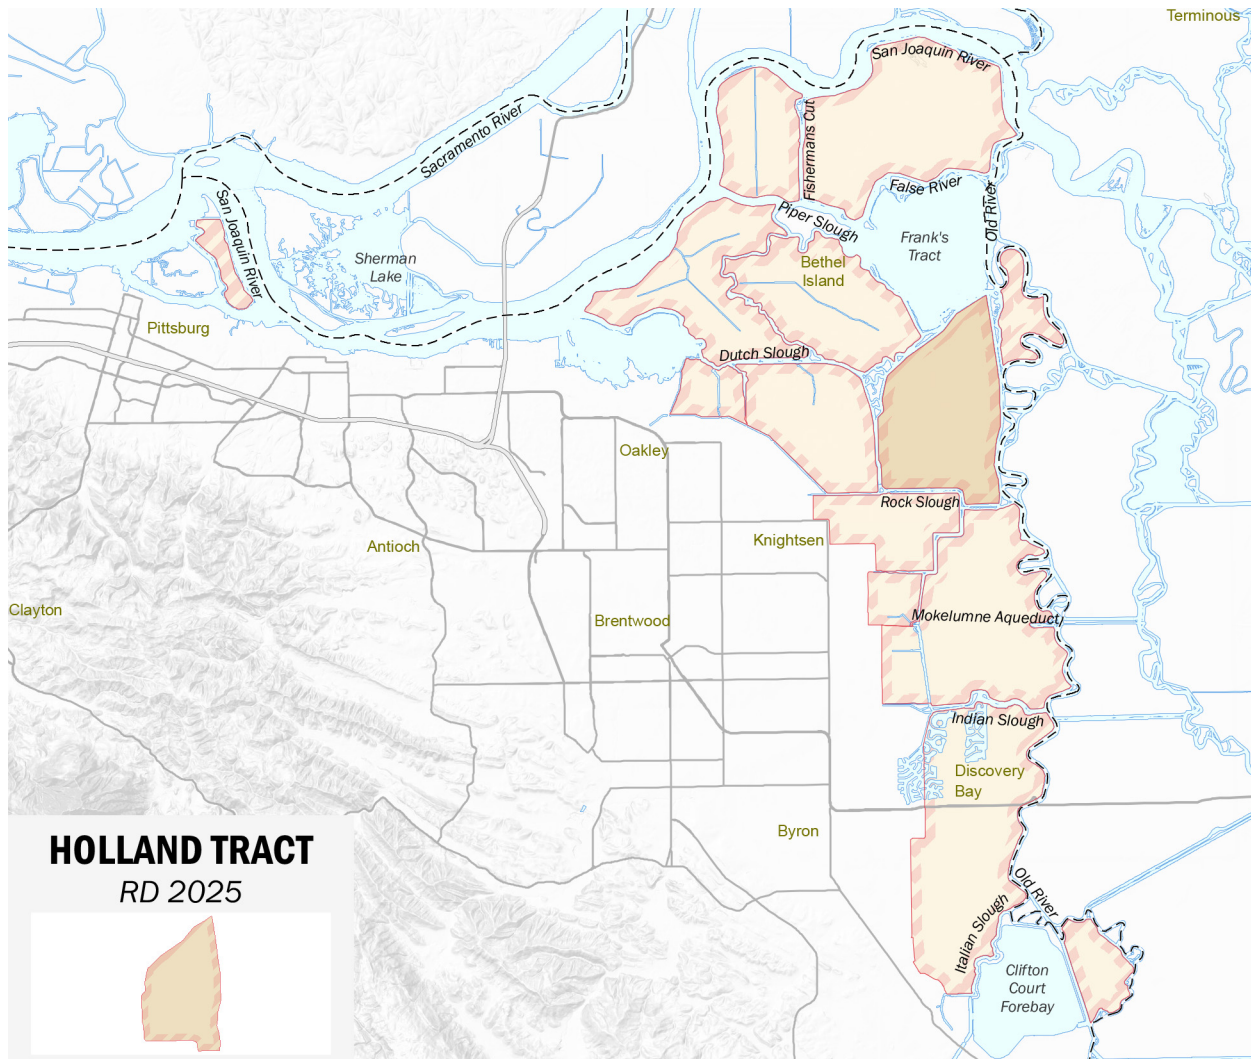 Terminous
San Joaquin River
Sacramento River
Fishermans Cut
False River
San Joaquin River
Old River
Piper Slough
Frank's
Tract
Sherman
Lake
Bethel
Island
Pittsburg
Dutch Slough
Oakley
Rock Slough
Antioch
Knightsen
Clayton
Brentwood
Mokelumne Aqueduct
Indian Slough
Discovery
Bay
Byron
HOLLAND TRACT
RD 2025
Old River
Italian Slough
Clifton
Court
Forebay